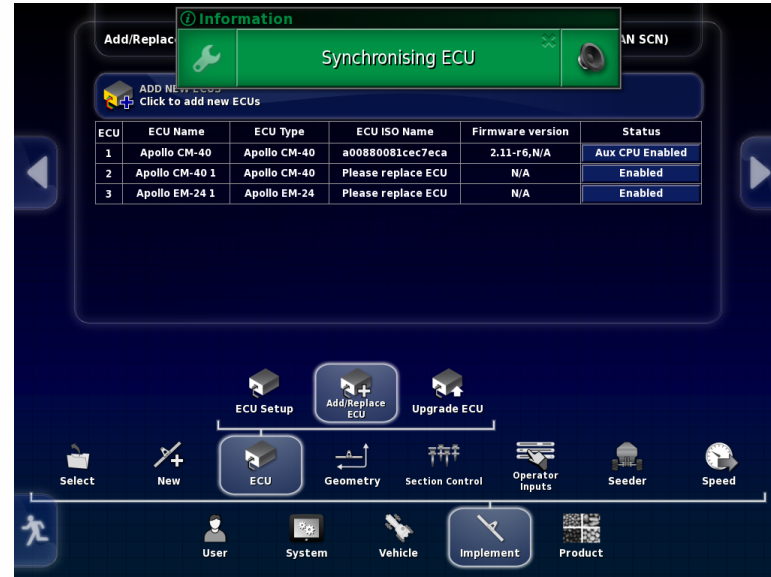 Information
Synchronising ECU
Add/Replac
AN SCN)
ADD NEW ECUS
Click to add new ECUs
ECU ECU Name ECU Type ECU ISO Name Firmware version Status
1 Apollo CM-40 Apollo CM-40 a00880081cec7eca 2.11-r6,N/A Aux CPU Enabled
2 Apollo CM-40 1 Apollo CM-40 Please replace ECU N/A Enabled
3 Apollo EM-24 1 Apollo EM-24 Please replace ECU N/A Enabled
ECU Setup
Add/Replace
ECU
Upgrade ECU
Select
New
ECU
Geometry
Section Control
Operator
Inputs
Seeder
Speed
User
System
Vehicle
Implement
Product